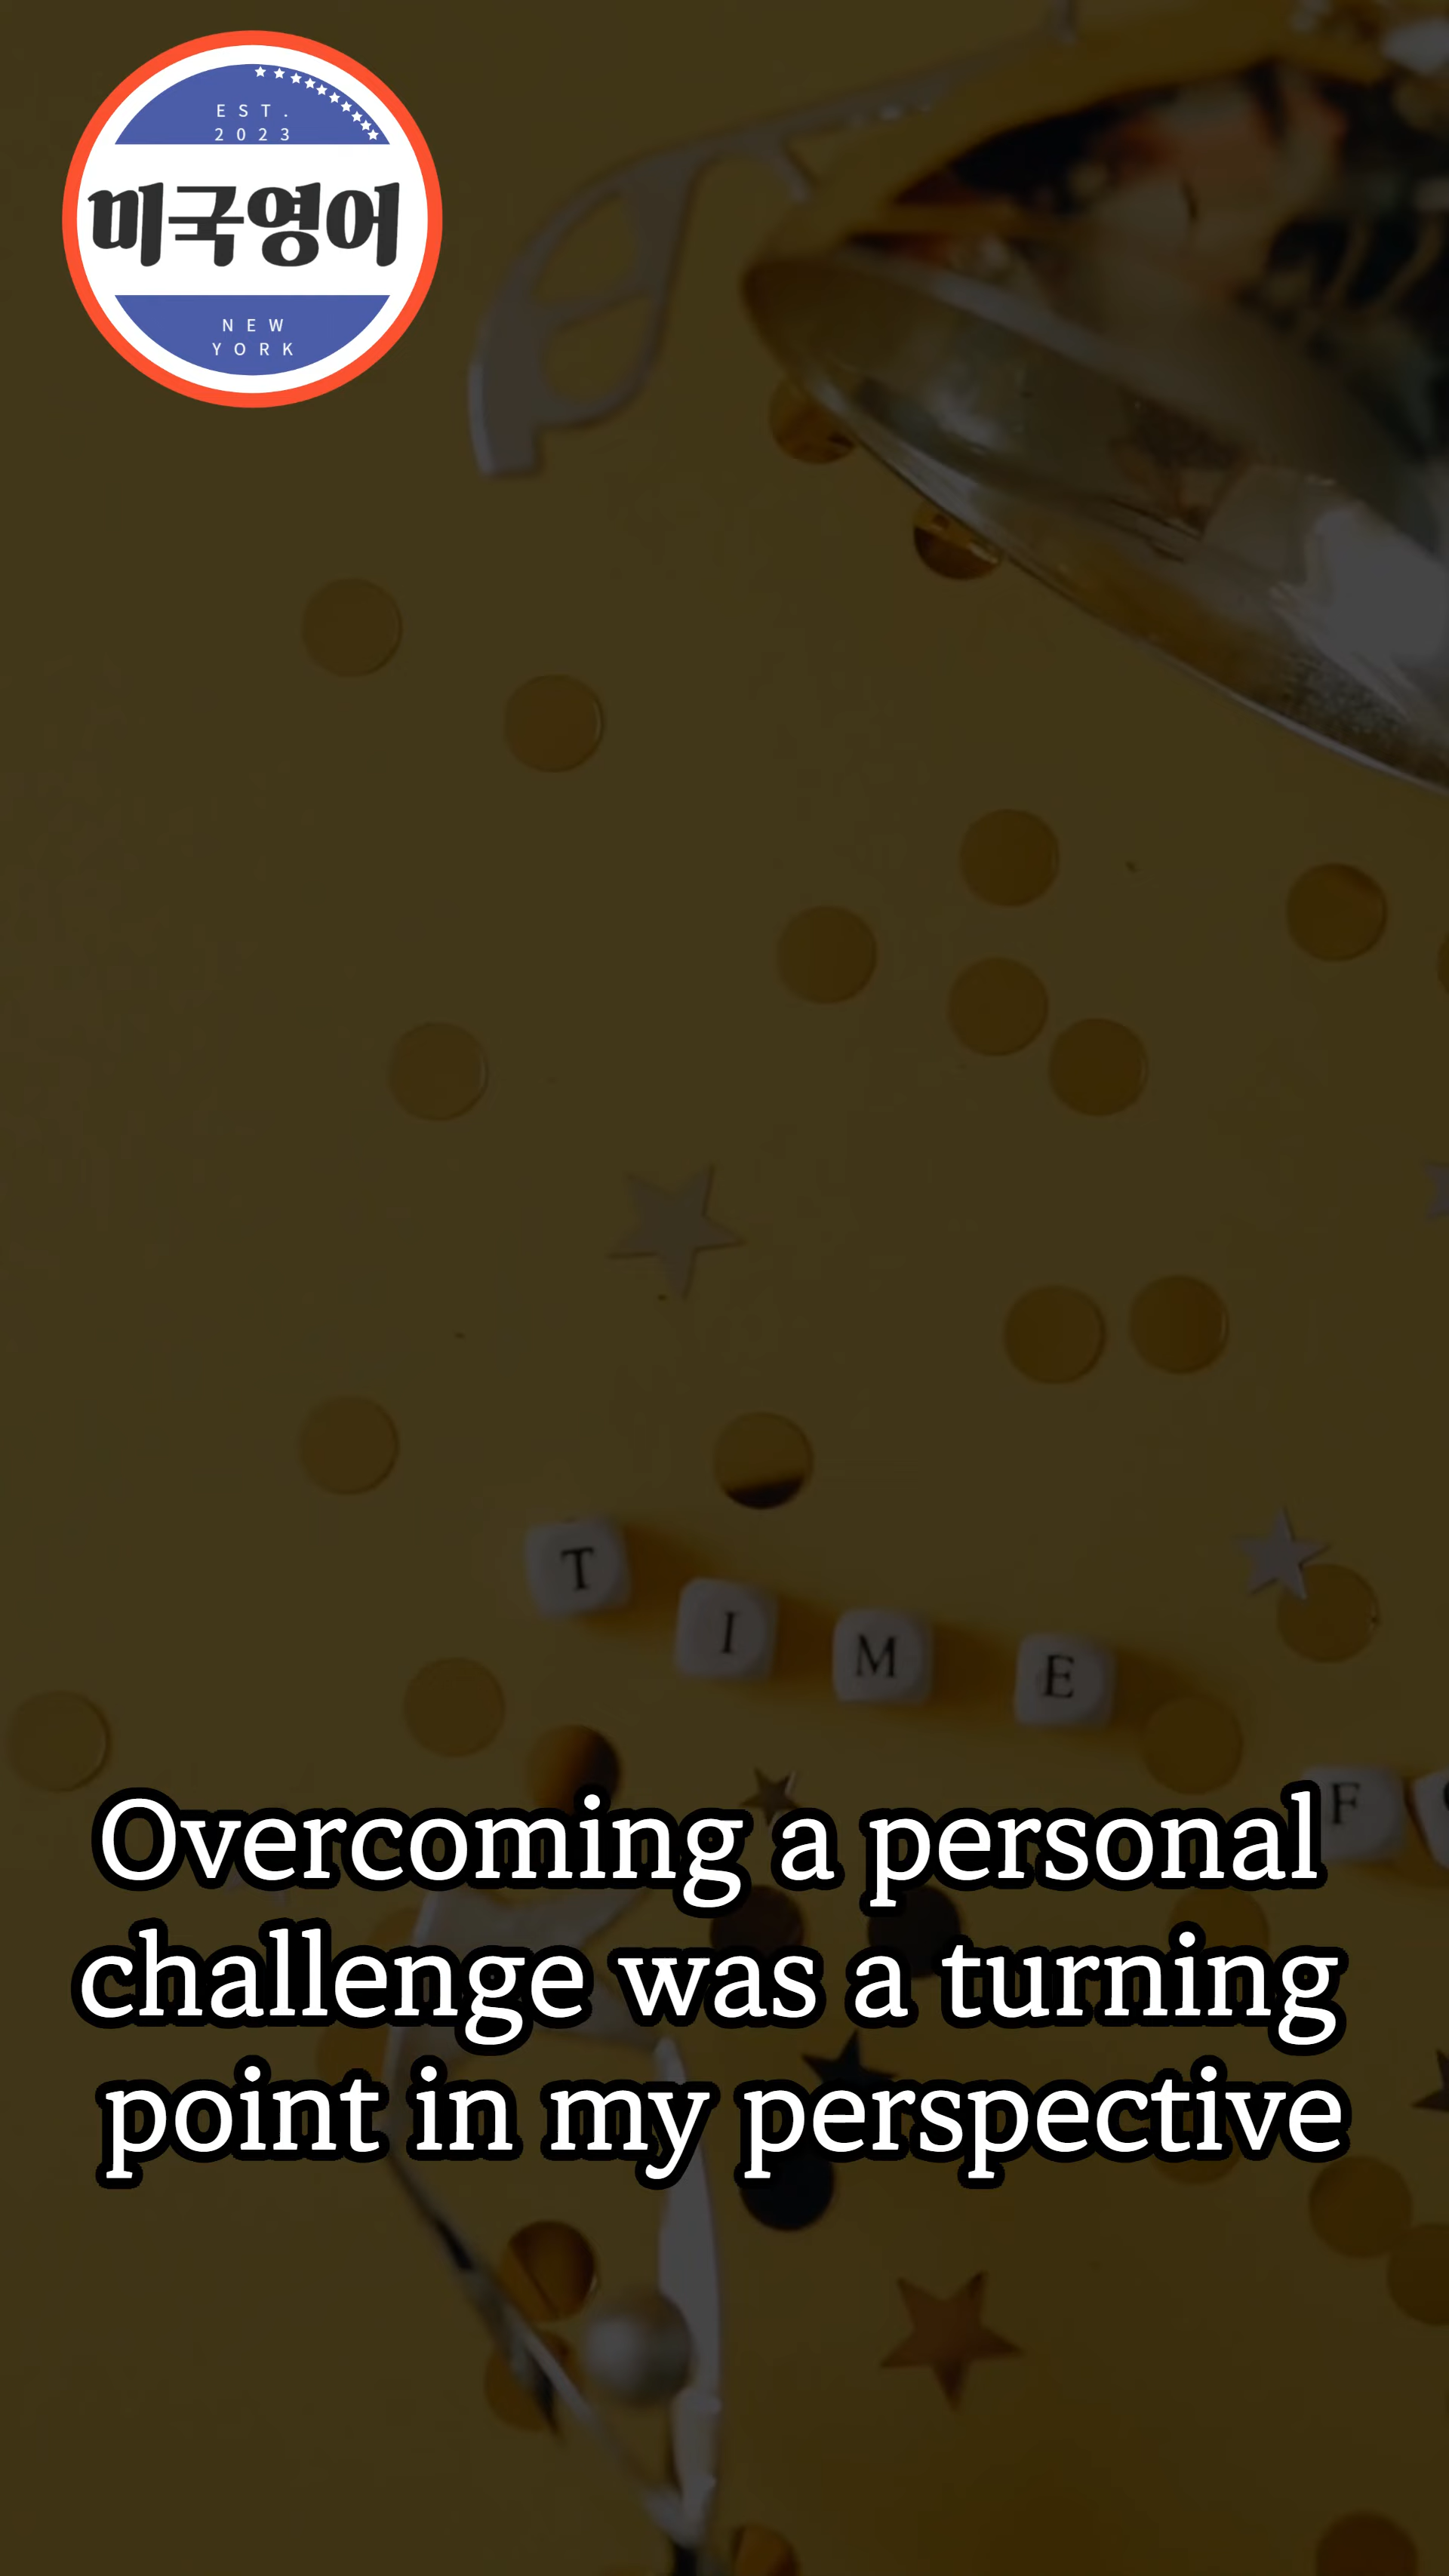 EST.
2023
미국영어
NEW
YORK
TIME
F
Overcoming a personal
challenge was a turning
point in my perspective